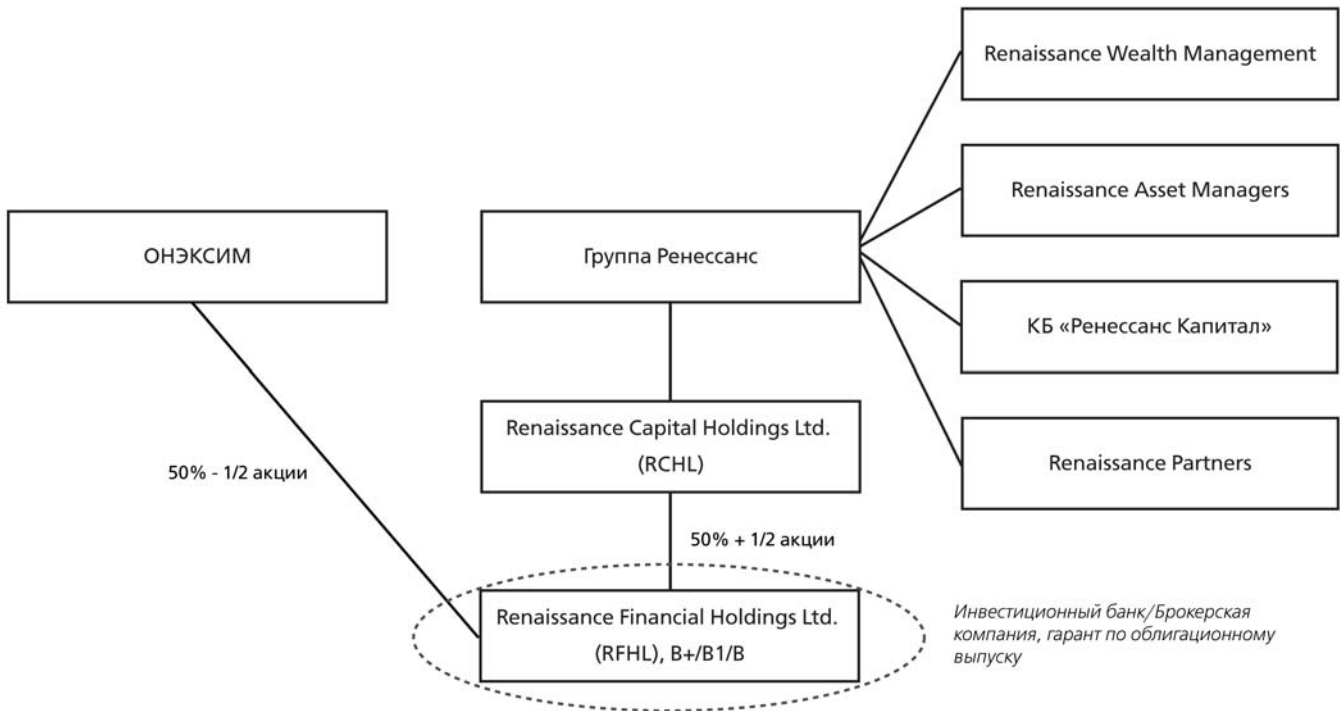 Renaissance Wealth Management
Renaissance Asset Managers
ОНЭКСИМ
Группа Ренессанс
КБ «Ренессанс Капитал»
Renaissance Capital Holdings Ltd.
(RCHL)
Renaissance Partners
50% - 1/2 акции
50% + 1/2 акции
Renaissance Financial Holdings Ltd.
(RFHL), B+/B1/B
Инвестиционный банк/Брокерская
компания, гарант по облигационному
выпуску